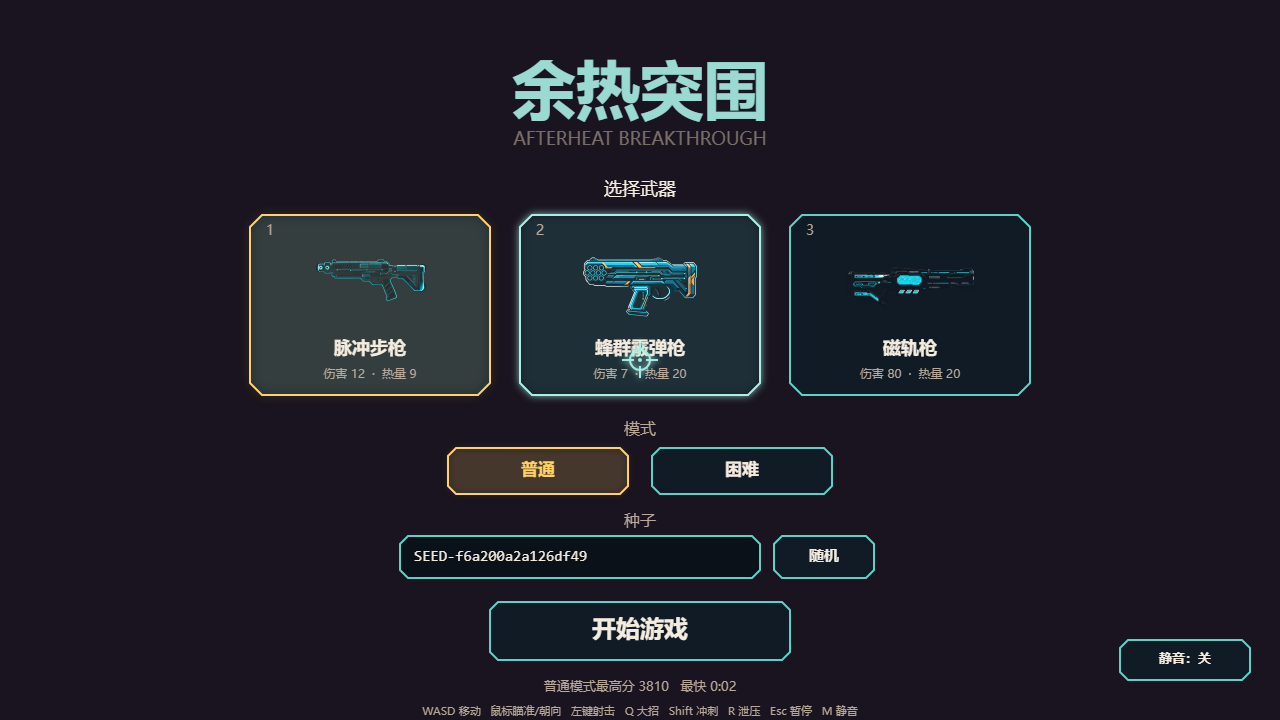 余热突围
AFTERHEAT BREAKTHROUGH
选择武器
1
2
3
脉冲步枪
蜂群霰弹枪
磁轨枪
伤害 12 · 热量 9
伤害 7 · 热量 20
伤害 80 · 热量 20
模式
普通
困难
种子
SEED-f6a200a2a126df49
随机
开始游戏
静音: 关
普通模式最高分 3810 最快 0:02
WASD 移动 鼠标瞄准/朝向 左键射击 Q 大招 Shift 冲刺 R 泄压 Esc 暂停 M 静音